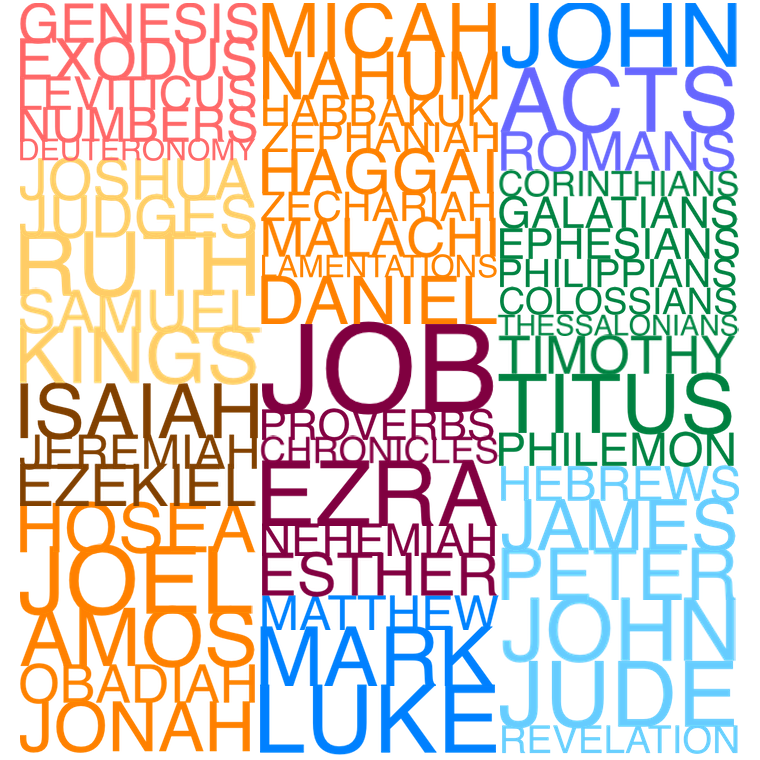 GENESIS
EXODUS
LEVITICUS
NUMBERS
DEUTERONOMY
JOSHUA
JUDGES
RUTH
SAMUEL
KINGS
ISAIAH
JEREMIAH
EZEKIEL
HOSEA
JOEL
AMOS
OBADIAH
JONAH
MICAH
NAHUM
HABBAKUK
ZEPHANIAH
HAGGAI
ZECHARIAH
MALACHI
LAMENTATIONS
DANIEL
JOB
PROVERBS
CHRONICLES
EZRA
NEHEMIAH
ESTHER
MATTHEW
MARK
LUKE
JOHN
ACTS
ROMANS
CORINTHIANS
GALATIANS
EPHESIANS
PHILIPPIANS
COLOSSIANS
THESSALONIANS
TIMOTHY
TITUS
PHILEMON
HEBREWS
JAMES
PETER
JOHN
JUDE
REVELATION